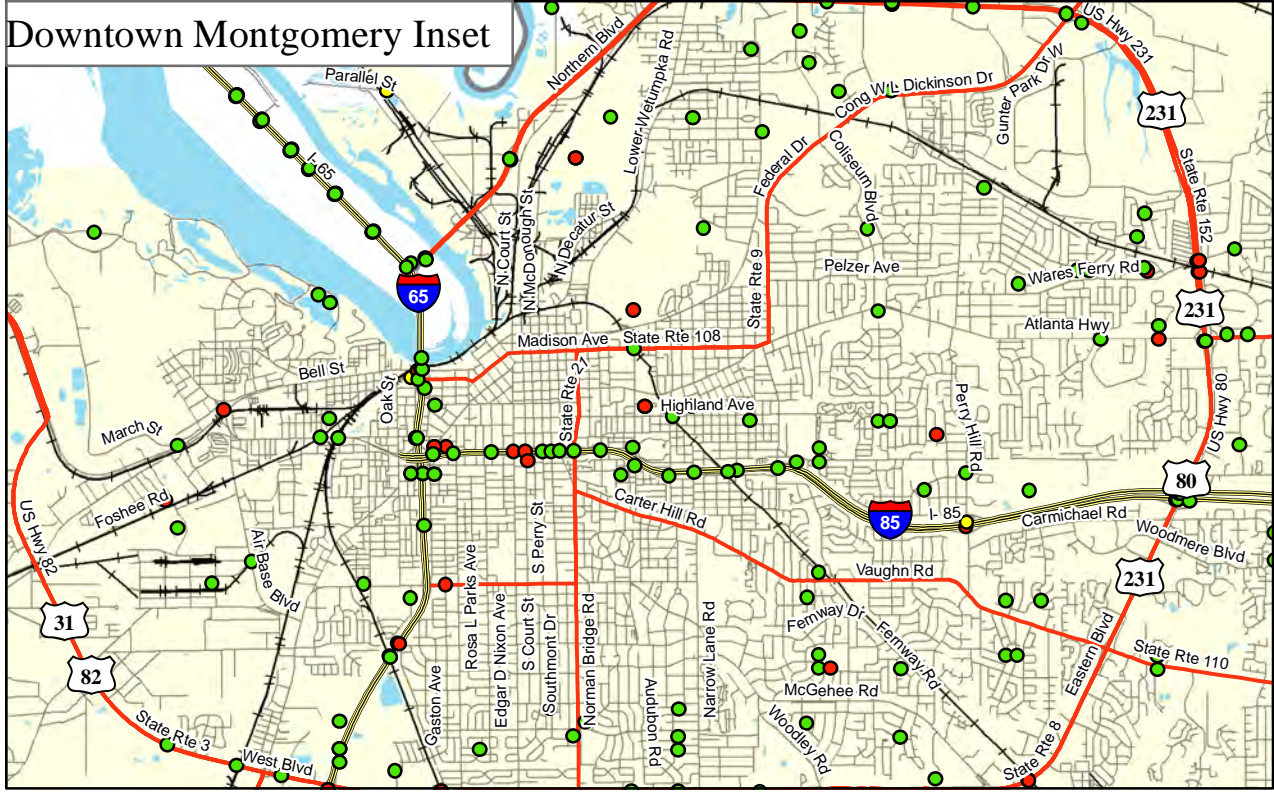 Downtown Montgomery Inset
Parallel St
Northern Blvd
Lower Wetumpka Rd
US Hwy 231
Cong W L Dickinson Dr
Gunter Park Dr W
231
I-65
Federal Dr
Coliseum Blvd
State Rte 152
N Court St
N McDonough St
N Decatur St
State Rte 9
Pelzer Ave
Wares Ferry Rd
65
231
Atlanta Hwy
Madison Ave
State Rte 108
Bell St
Oak St
State Rte 21
Highland Ave
Perry Hill Rd
US Hwy 80
March St
80
Foshee Rd
US Hwy 82
Carter Hill Rd
I- 85
85
Carmichael Rd
Woodmere Blvd
Air Base Blvd
S Perry St
Vaughn Rd
231
Rosa L Parks Ave
Edgar D Nixon Ave
S Court St
Southmont Dr
Norman Bridge Rd
Narrow Lane Rd
Fernway Dr
Fernway Rd
31
Eastern Blvd
State Rte 110
82
McGehee Rd
Gaston Ave
Audubon Rd
Woodley Rd
State Rte 3
West Blvd
State Rte 8